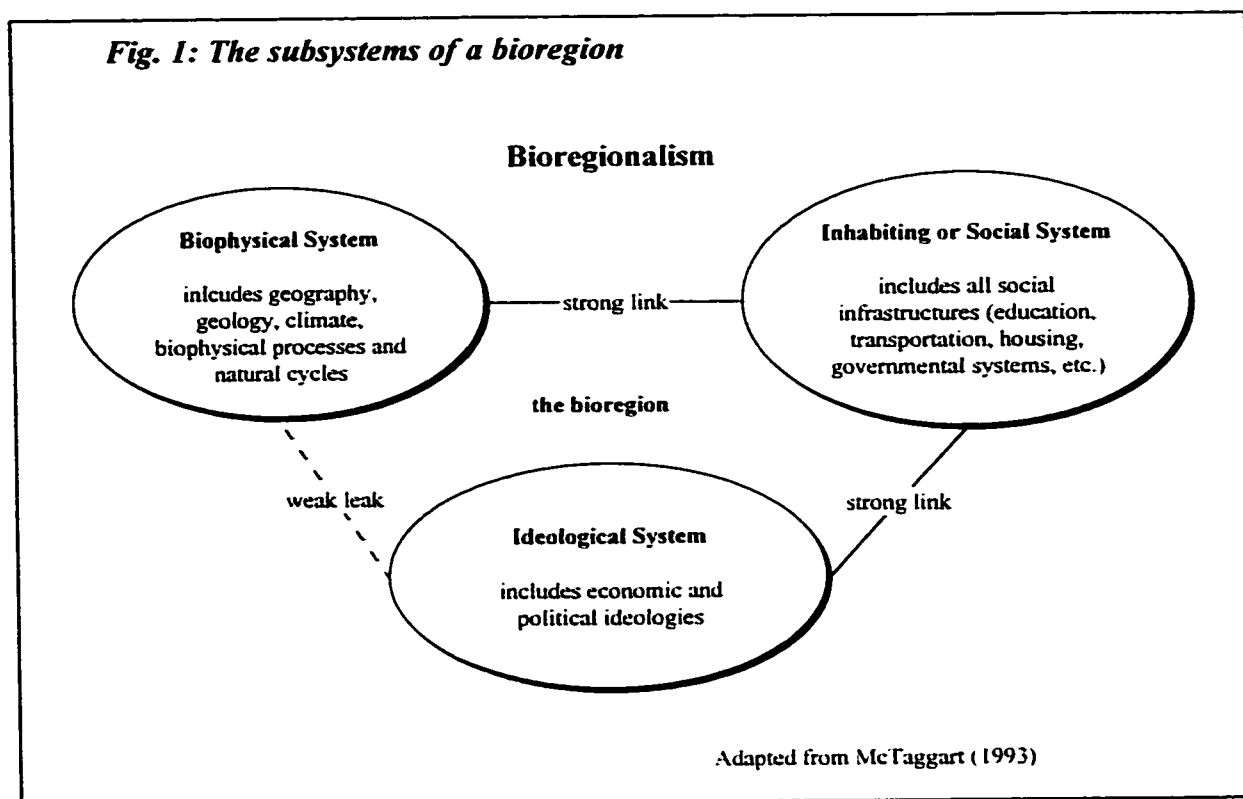 Fig. 1: The subsystems of a bioregion
Bioregionalism
Biophysical System
inlcudes geography,
geology, climate,
biophysical processes and
natural cycles
strong link
Inhabiting or Social System
includes all social
infrastructures (education,
transportation, housing,
governmental systems, etc.)
the bioregion
weak leak
strong link
Ideological System
includes economic and
political ideologies
Adapted from McTaggart (1993)